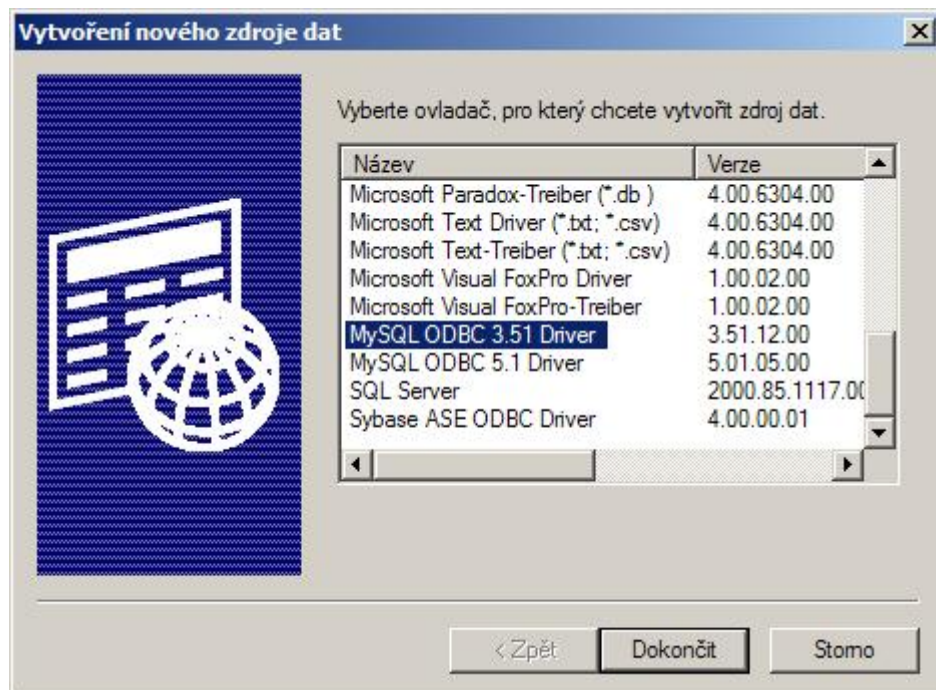 Vytvoření nového zdroje dat
Vyberte ovladač, pro který chcete vytvořit zdroj dat.
Název Verze
Microsoft Paradox-Treiber (*.db ) 4.00.6304.00
Microsoft Text Driver (*.txt; *.csv) 4.00.6304.00
Microsoft Text-Treiber (*.txt; *.csv) 4.00.6304.00
Microsoft Visual FoxPro Driver 1.00.02.00
Microsoft Visual FoxPro-Treiber 1.00.02.00
MySQL ODBC 3.51 Driver 3.51.12.00
MySQL ODBC 5.1 Driver 5.01.05.00
SQL Server 2000.85.1117.00
Sybase ASE ODBC Driver 4.00.00.01
< Zpět Dokončit Storno